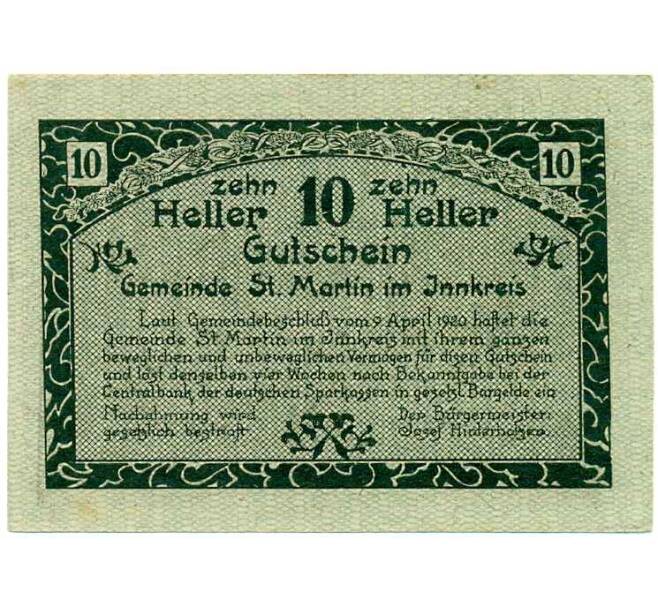 10 10
zehn 10 zehn
Heller Heller
Gutschein
Gemeinde St. Martin im Innkreis
Laut Gemeindebeschluß vom 9. April 1920 haftet die
Gemeinde St. Martin im Innkreis mit ihrem ganzen
beweglichen und unbeweglichen Vermögen für disen Gutschein
und löst denselben vier Wochen nach Bekanntgabe bei der
Centralbank der deutschen Sparkassen in gesetzl. Bargelde ein
Nachahmung wird Der Bürgermeister:
gesetzlich bestraft Josef Hinterholzer